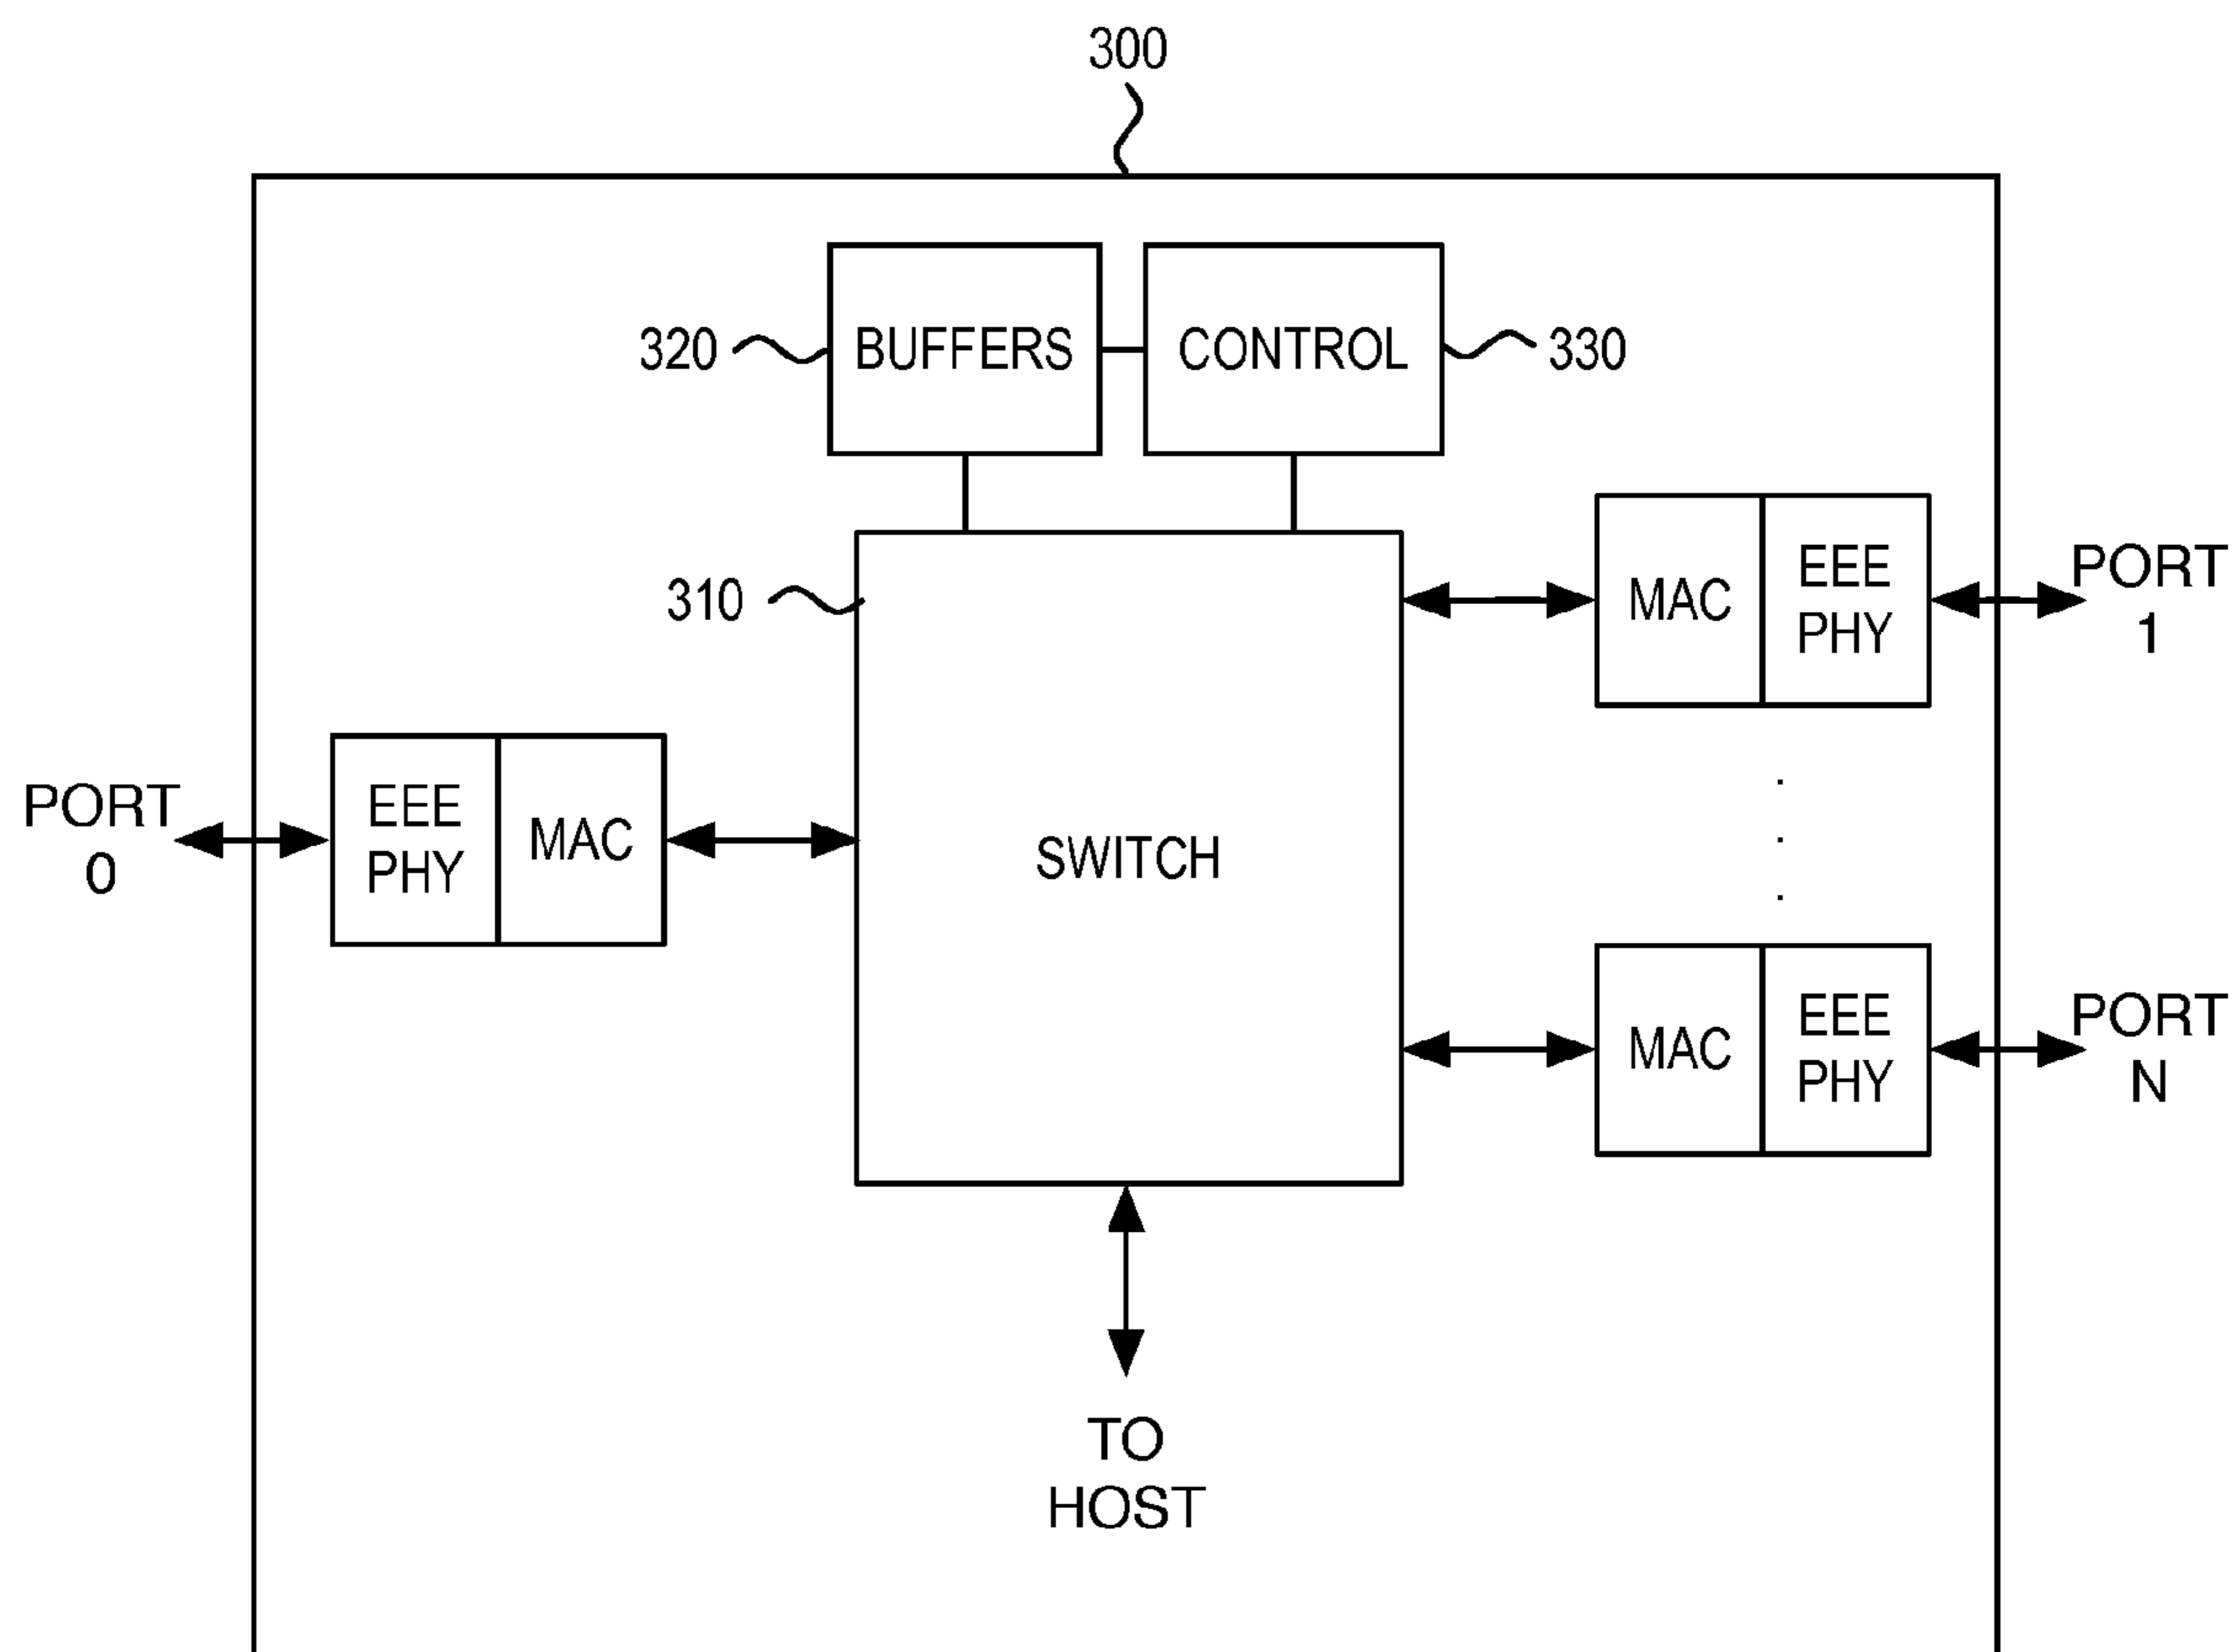 300
320
BUFFERS
CONTROL
330
310
MAC
EEE
PHY
PORT
1
PORT
0
EEE
PHY
MAC
SWITCH
MAC
EEE
PHY
PORT
N
TO
HOST